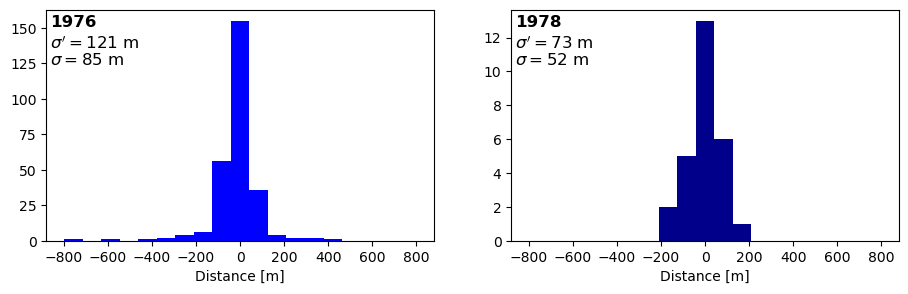 1976
σ′ = 121 m
σ = 85 m
150
125
100
75
50
25
0
−800 −600 −400 −200 0 200 400 600 800
Distance [m]
1978
σ′ = 73 m
σ = 52 m
12
10
8
6
4
2
0
−800 −600 −400 −200 0 200 400 600 800
Distance [m]